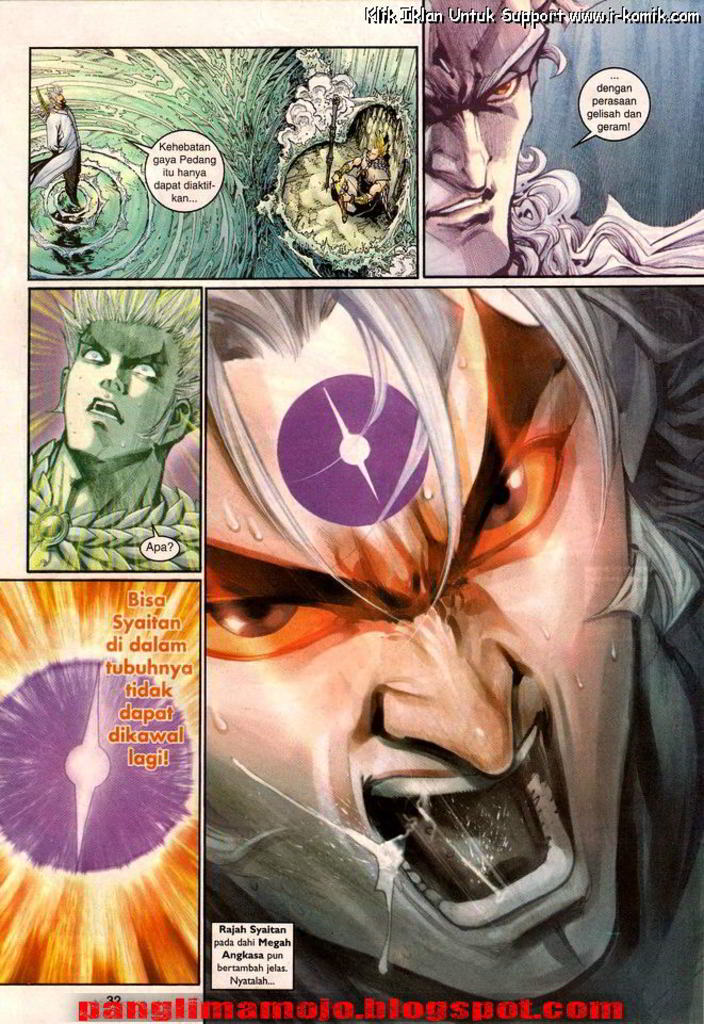 Klik Iklan Untuk Support www.i-komik.com
Kehebatan
gaya Pedang
itu hanya
dapat diaktif-
kan...
...
dengan
perasaan
gelisah dan
geram!
Apa?
Bisa
Syaitan
di dalam
tubuhnya
tidak
dapat
dikawal
lagi!
Rajah Syaitan
pada dahi Megah
Angkasa pun
bertambah jelas.
Nyatalah...
32
panglimamojo.blogspot.com